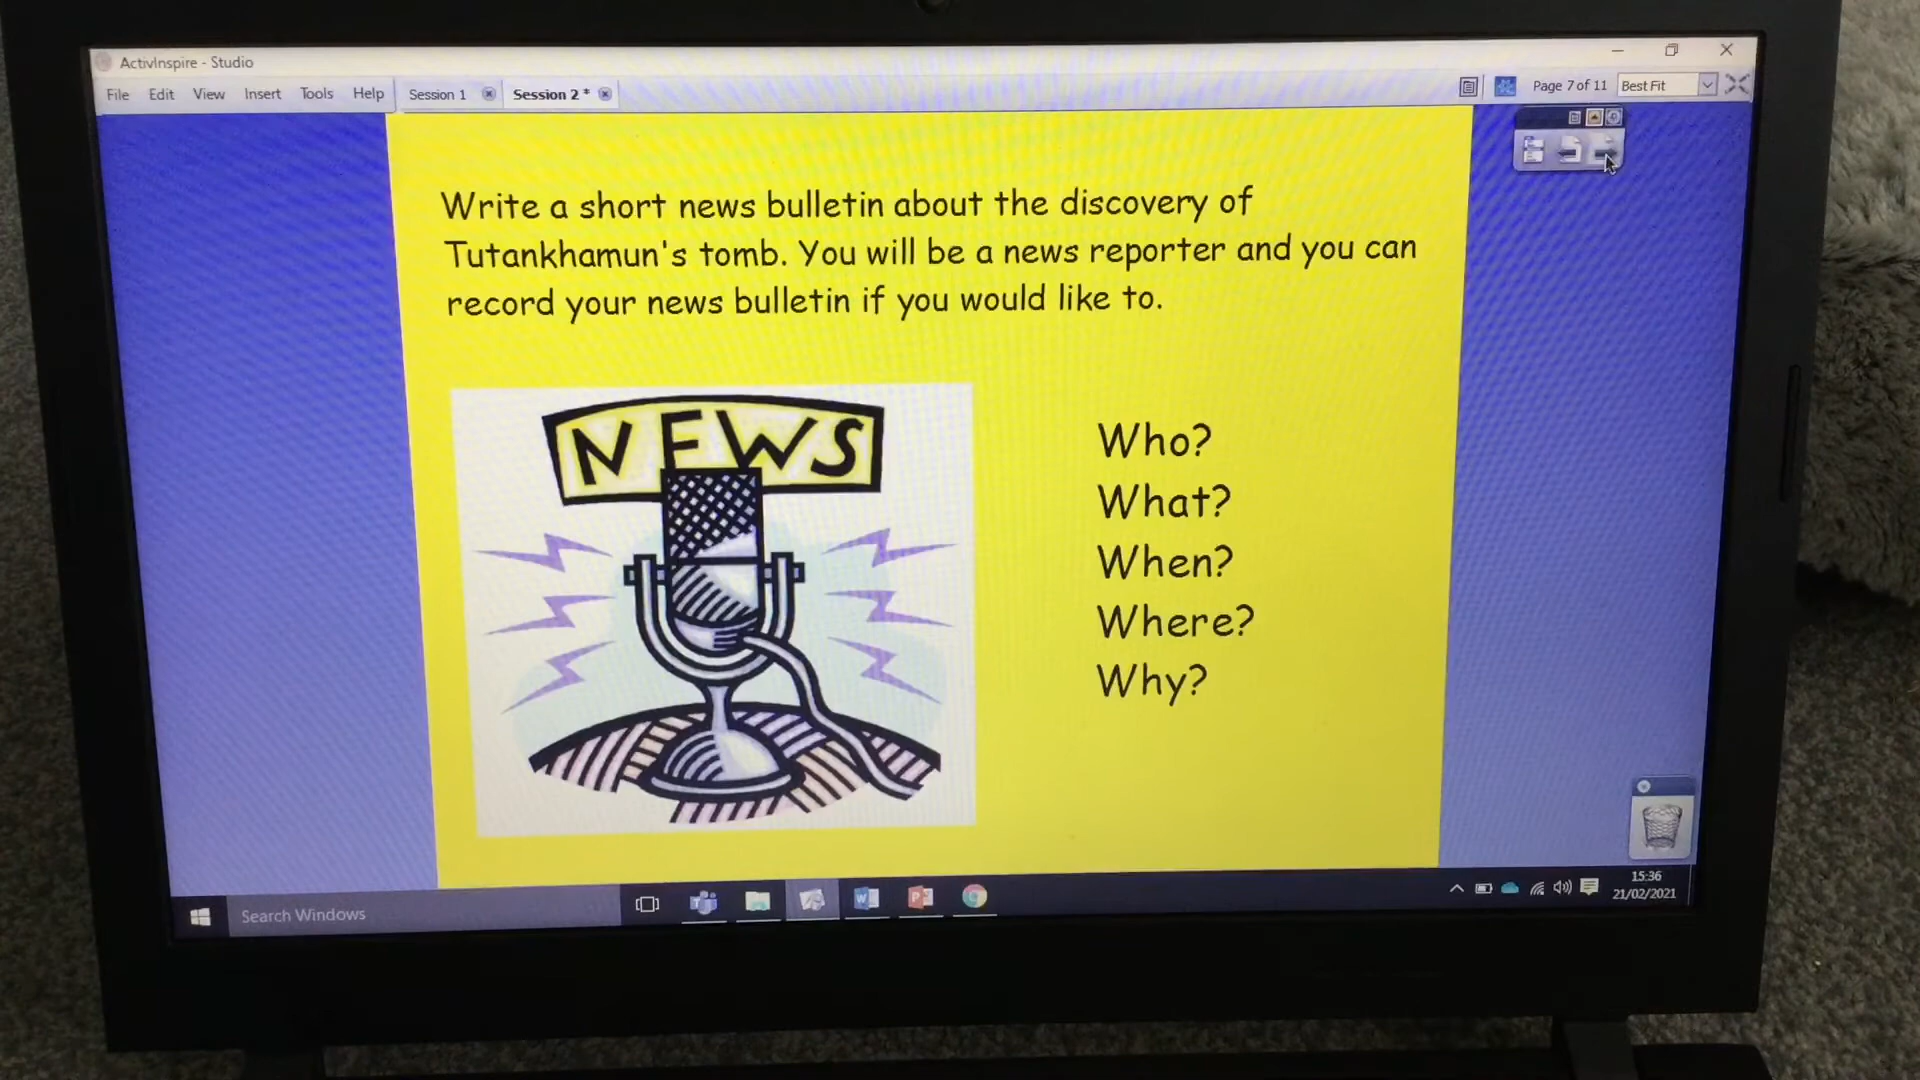 ActivInspire - Studio
File Edit View Insert Tools Help Session 1 Session 2 * Page 7 of 11 Best Fit
Write a short news bulletin about the discovery of
Tutankhamun's tomb. You will be a news reporter and you can
record your news bulletin if you would like to.
NEWS
Who?
What?
When?
Where?
Why?
Search Windows
15:36
21/02/2021